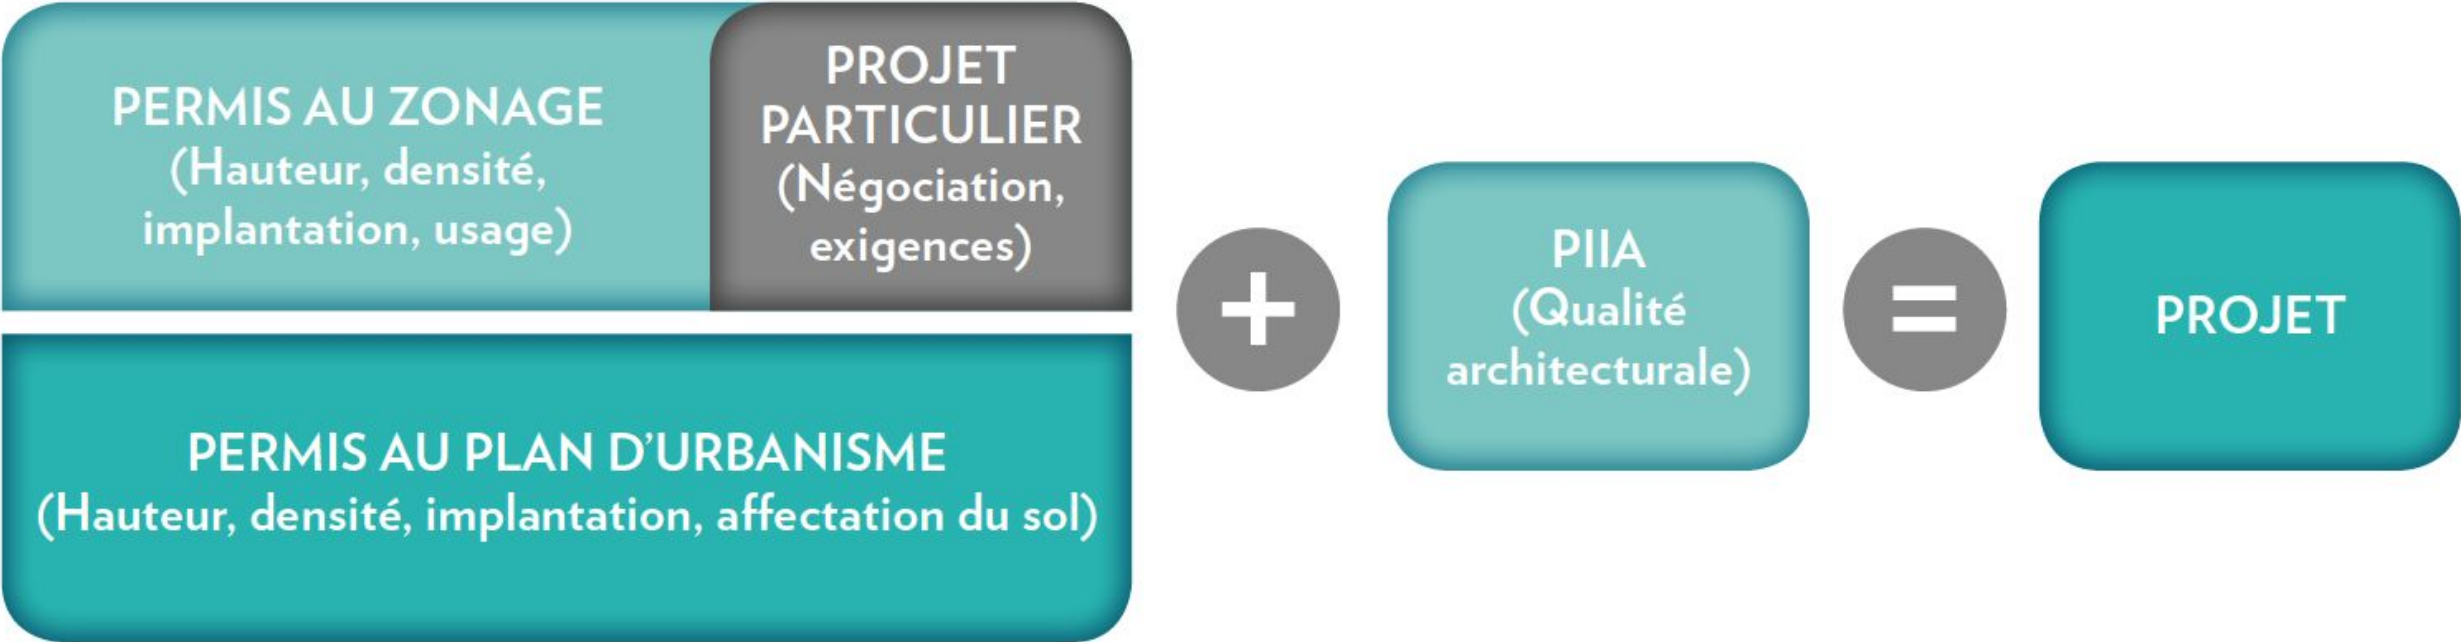 PERMIS AU ZONAGE
(Hauteur, densité,
implantation, usage)
PROJET
PARTICULIER
(Négociation,
exigences)
PERMIS AU PLAN D’URBANISME
(Hauteur, densité, implantation, affectation du sol)
+
PIIA
(Qualité
architecturale)
=
PROJET